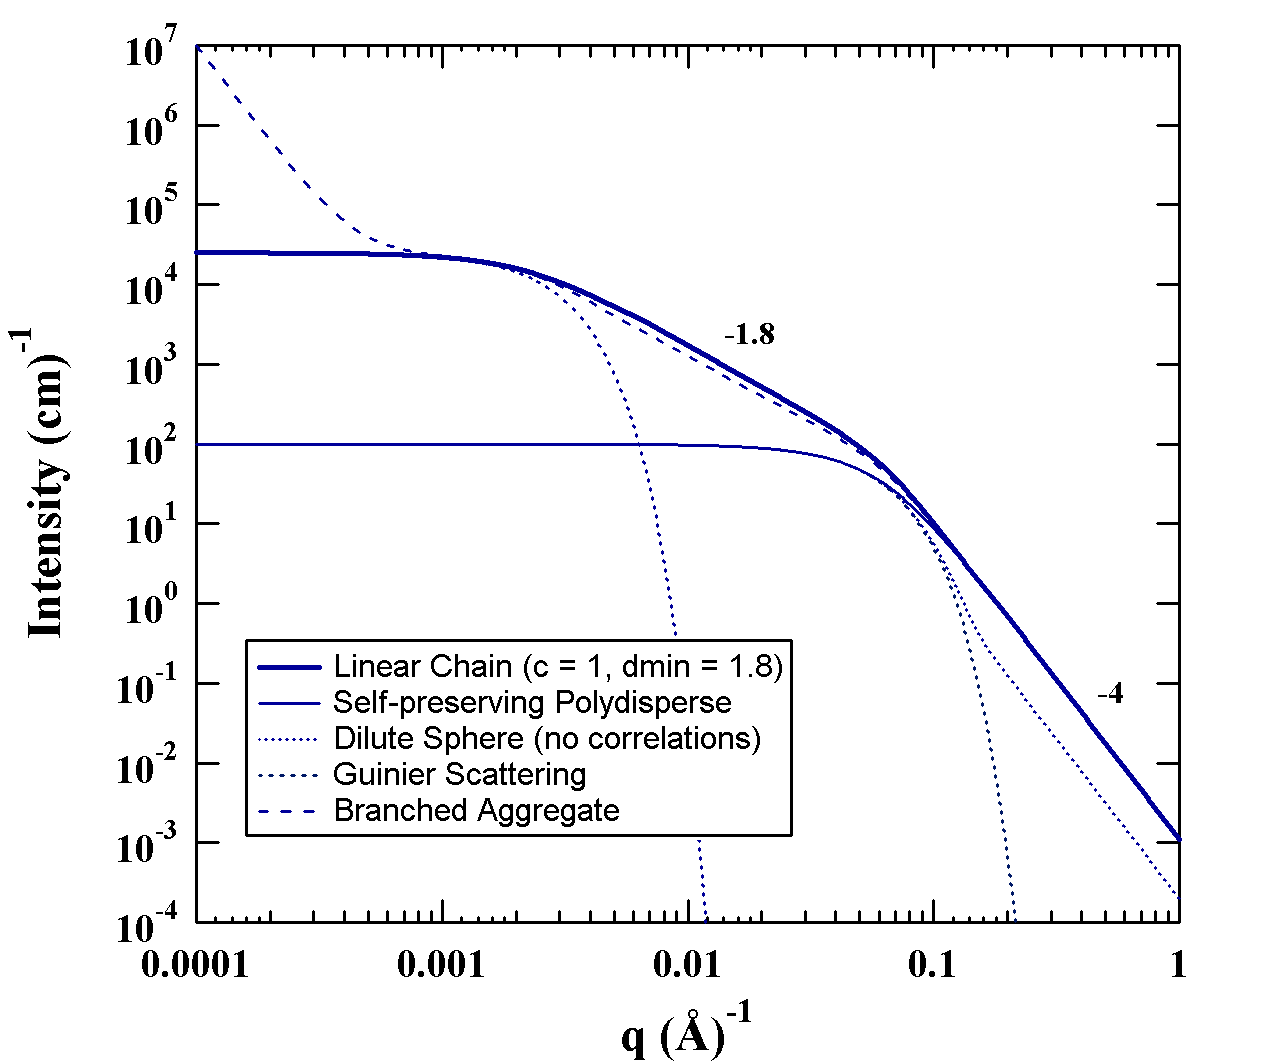 10^7
10^6
10^5
10^4
10^3
10^2
10^1
10^0
10^-1
10^-2
10^-3
10^-4
Intensity (cm)^-1
-1.8
-4
Linear Chain (c = 1, dmin = 1.8)
Self-preserving Polydisperse
Dilute Sphere (no correlations)
Guinier Scattering
Branched Aggregate
0.0001 0.001 0.01 0.1 1
q (Å)^-1